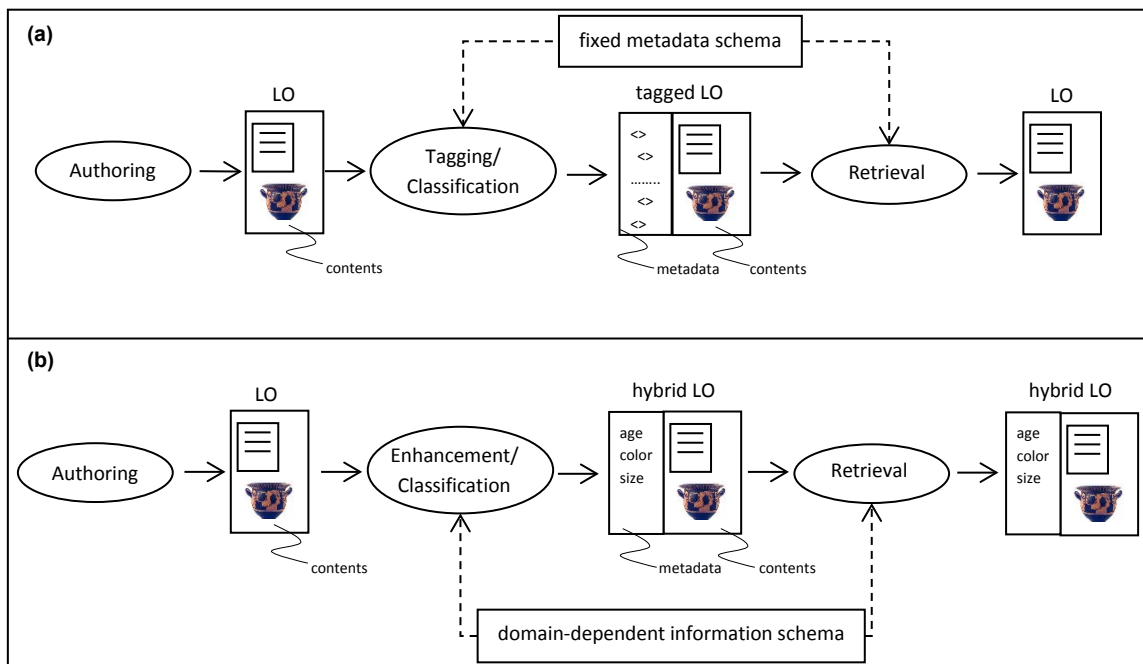 (a)
fixed metadata schema
LO
tagged LO
LO
Authoring
Tagging/
Classification
<>
<>
........
<>
<>
Retrieval
contents
metadata
contents
(b)
LO
hybrid LO
hybrid LO
Authoring
Enhancement/
Classification
age
color
size
Retrieval
age
color
size
contents
metadata
contents
domain-dependent information schema